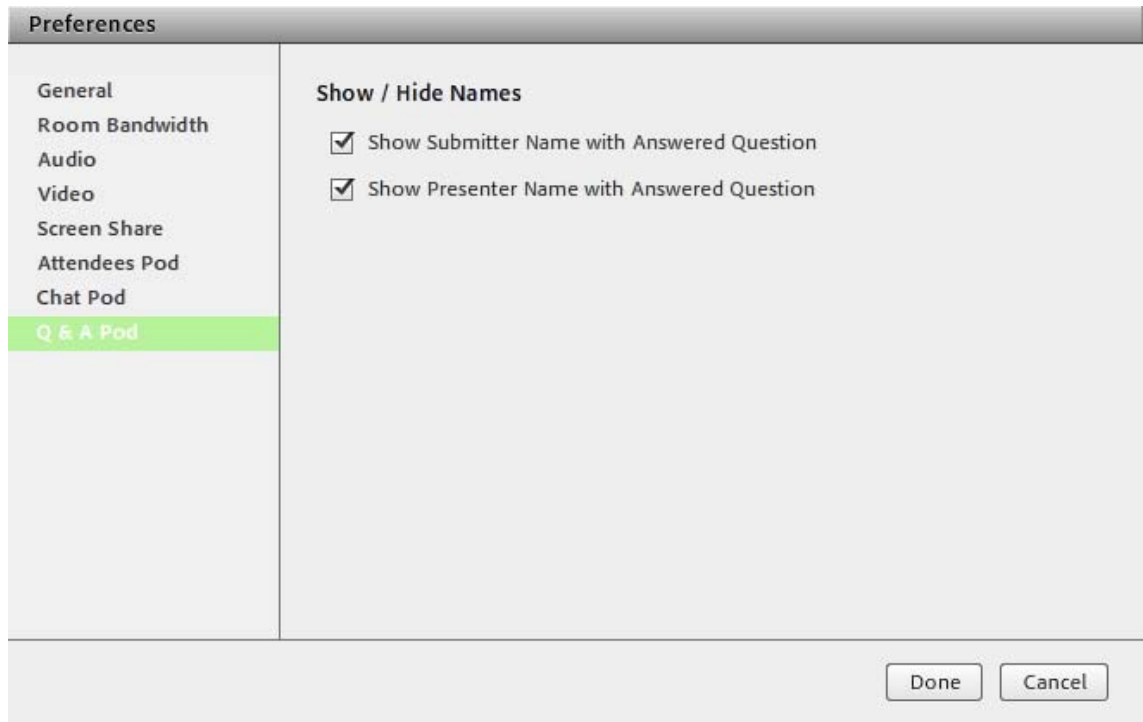 Preferences
General
Room Bandwidth
Audio
Video
Screen Share
Attendees Pod
Chat Pod
Q & A Pod
Show / Hide Names
Show Submitter Name with Answered Question
Show Presenter Name with Answered Question
Done
Cancel